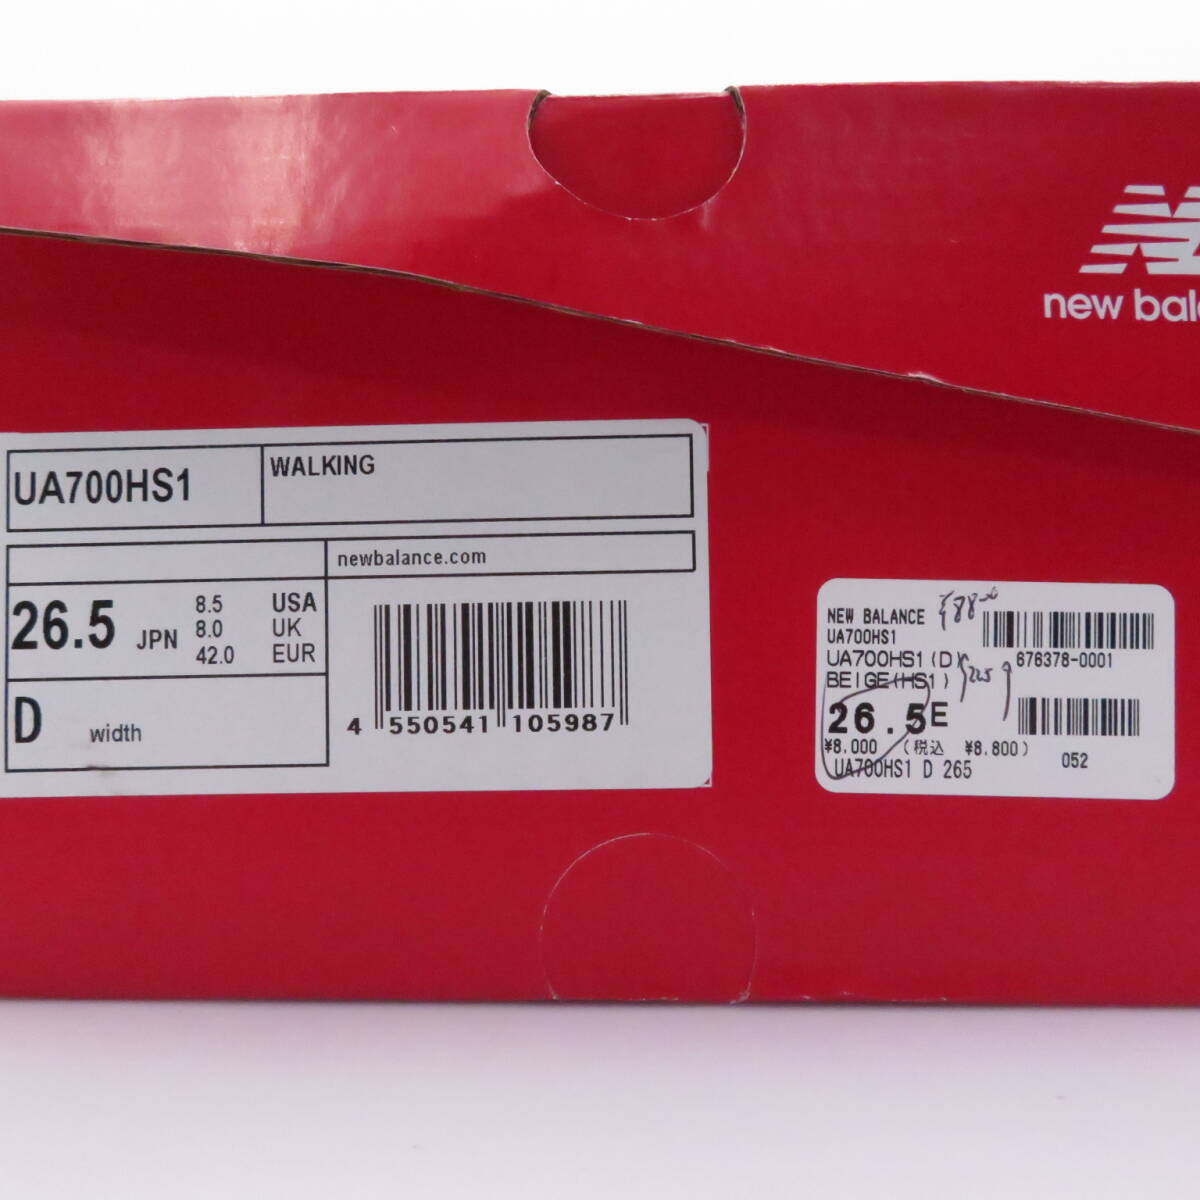 new bala
UA700HS1
WALKING
newbalance.com
26.5 JPN
8.5 USA
8.0 UK
42.0 EUR
D width
4 550541 105987
NEW BALANCE
UA700HS1
UA700HS1(D)
BEIGE(HS1)
676378-0001
26.5E
¥8,000 (税込 ¥8,800)
UA700HS1 D 265
052